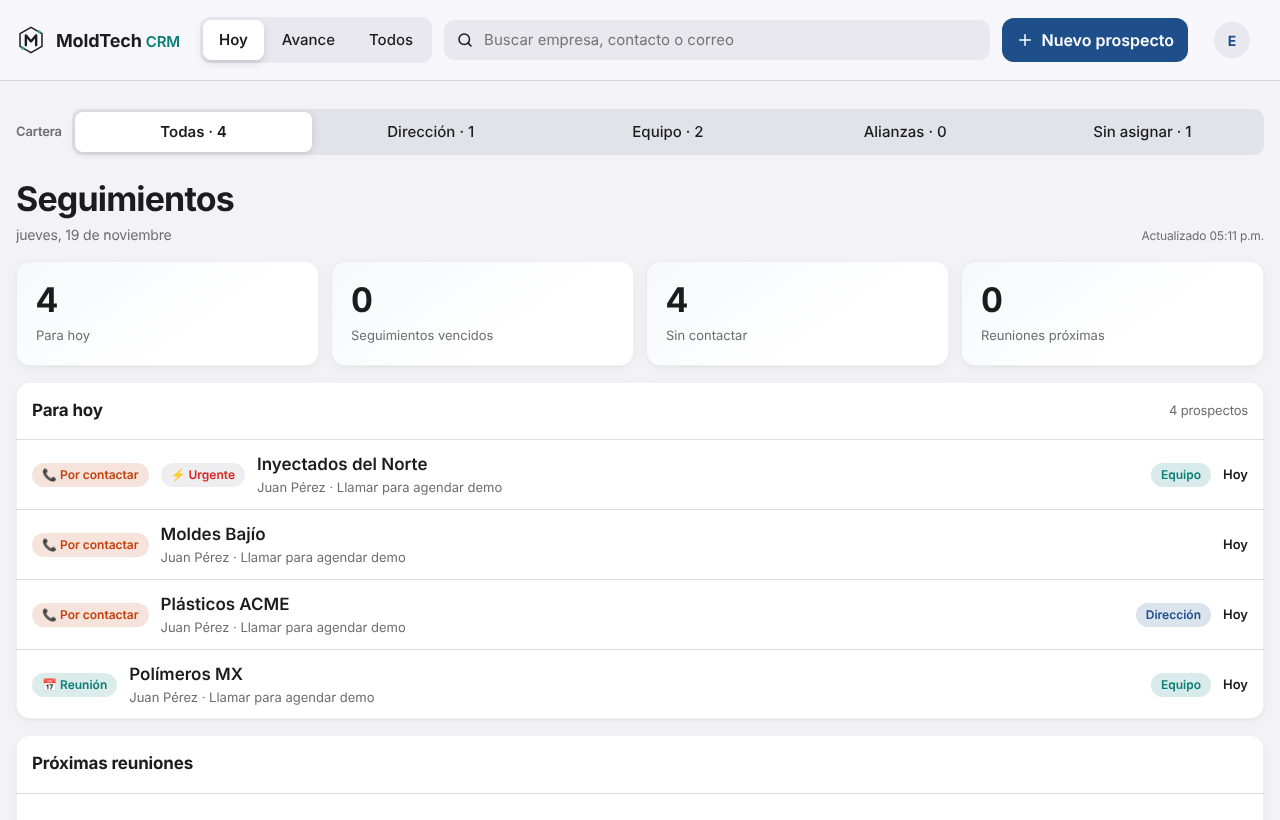 MoldTech CRM
Hoy
Avance
Todos
Buscar empresa, contacto o correo
+ Nuevo prospecto
E
Cartera
Todas · 4
Dirección · 1
Equipo · 2
Alianzas · 0
Sin asignar · 1
Seguimientos
jueves, 19 de noviembre
Actualizado 05:11 p.m.
4
Para hoy
0
Seguimientos vencidos
4
Sin contactar
0
Reuniones próximas
Para hoy
4 prospectos
📞 Por contactar
⚡ Urgente
Inyectados del Norte
Juan Pérez · Llamar para agendar demo
Equipo
Hoy
📞 Por contactar
Moldes Bajío
Juan Pérez · Llamar para agendar demo
Hoy
📞 Por contactar
Plásticos ACME
Juan Pérez · Llamar para agendar demo
Dirección
Hoy
📅 Reunión
Polímeros MX
Juan Pérez · Llamar para agendar demo
Equipo
Hoy
Próximas reuniones